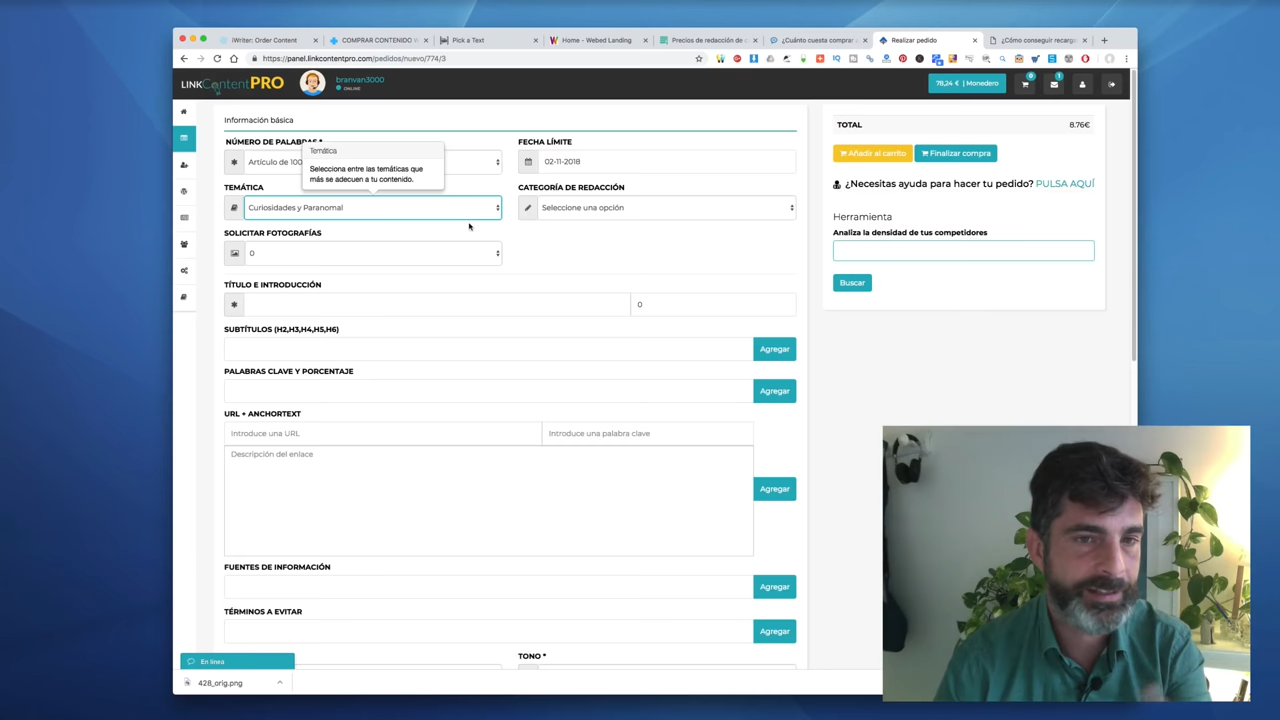 iWriter: Order Content
COMPRAR CONTENIDO W
Pick a Text
Home - Webed Landing
Precios de redacción de c
¿Cuánto cuesta comprar
Realizar pedido
¿Cómo conseguir recarg
https://panel.linkcontentpro.com/pedidos/nuevo/774/3
LINKContentPRO
branvan3000
ONLINE
78,24 € | Monedero
0
1
Información básica
NÚMERO DE PALABRAS *
Artículo de 100
Temática
Selecciona entre las temáticas que
más se adecuen a tu contenido.
FECHA LÍMITE
02-11-2018
TEMÁTICA
Curiosidades y Paranomal
CATEGORÍA DE REDACCIÓN
Seleccione una opción
SOLICITAR FOTOGRAFÍAS
0
TÍTULO E INTRODUCCIÓN
0
SUBTÍTULOS (H2,H3,H4,H5,H6)
Agregar
PALABRAS CLAVE Y PORCENTAJE
Agregar
URL + ANCHORTEXT
Introduce una URL
Introduce una palabra clave
Descripción del enlace
Agregar
FUENTES DE INFORMACIÓN
Agregar
TÉRMINOS A EVITAR
Agregar
TONO *
TOTAL
8.76€
Añadir al carrito
Finalizar compra
¿Necesitas ayuda para hacer tu pedido? PULSA AQUÍ
Herramienta
Analiza la densidad de tus competidores
Buscar
En línea
428_orig.png